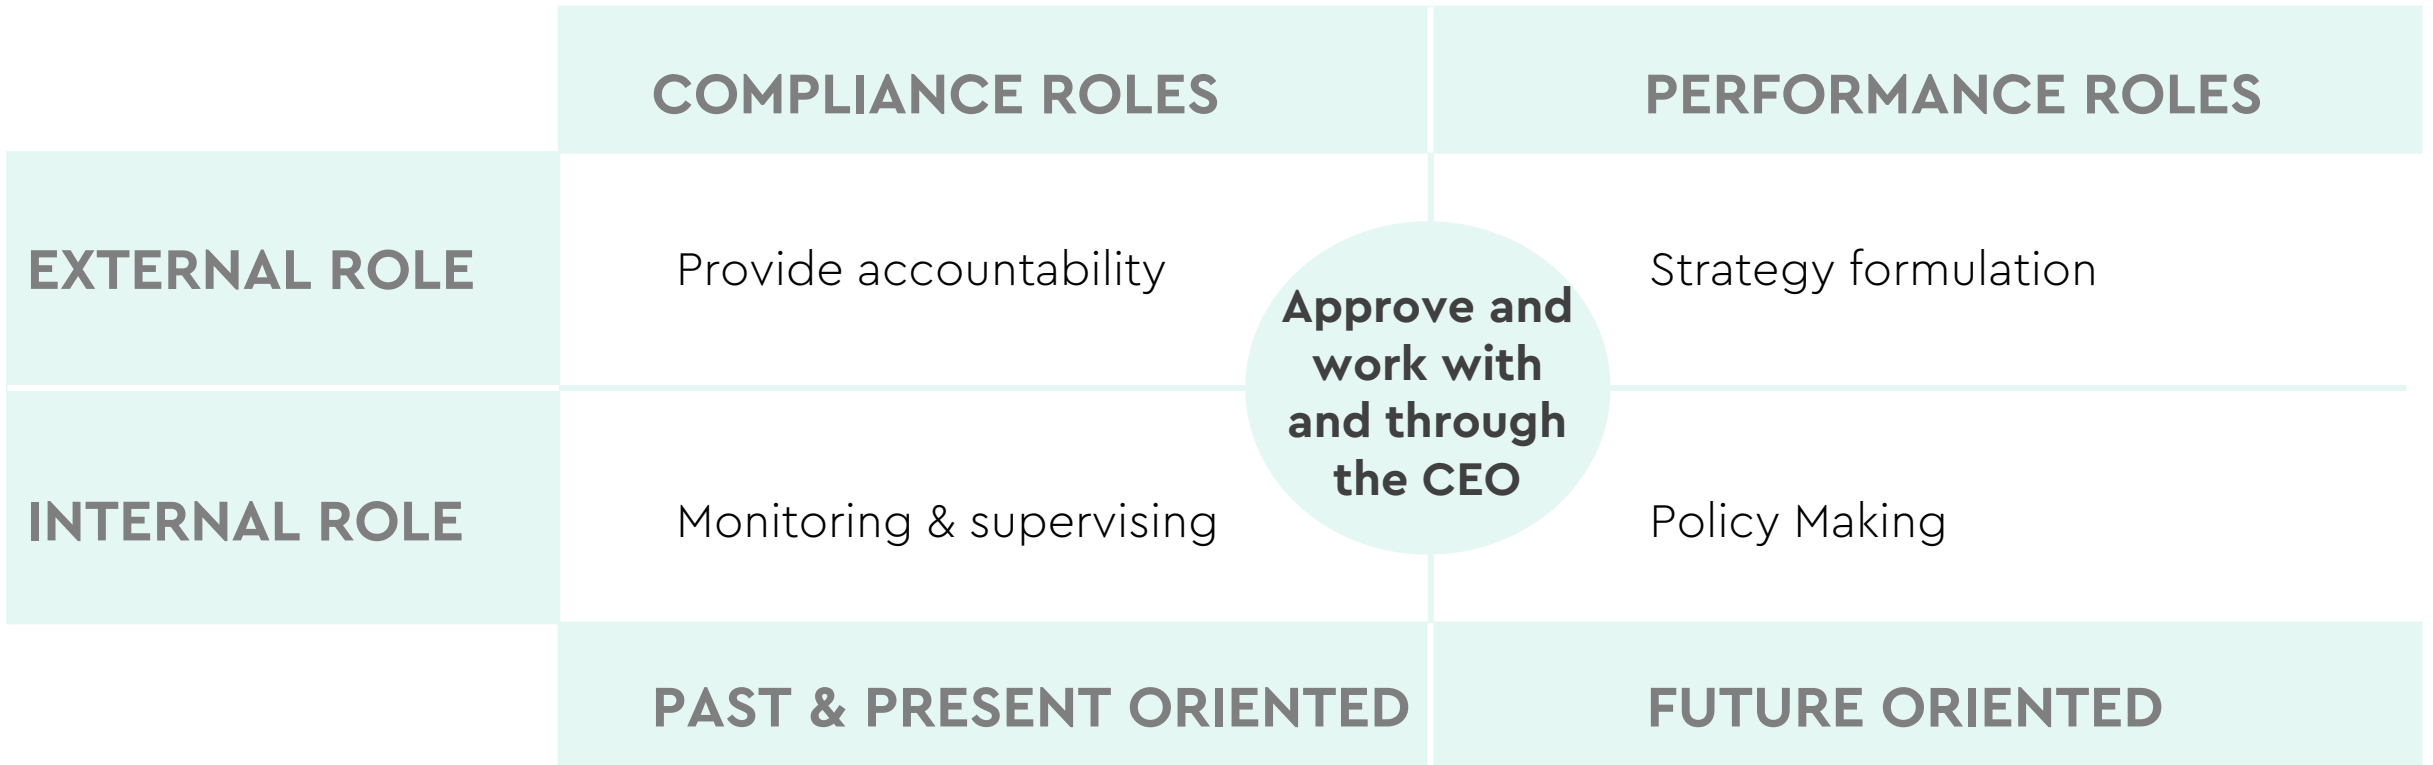 COMPLIANCE ROLES
PERFORMANCE ROLES
EXTERNAL ROLE
Provide accountability
Strategy formulation
Approve and
work with
and through
the CEO
INTERNAL ROLE
Monitoring & supervising
Policy Making
PAST & PRESENT ORIENTED
FUTURE ORIENTED